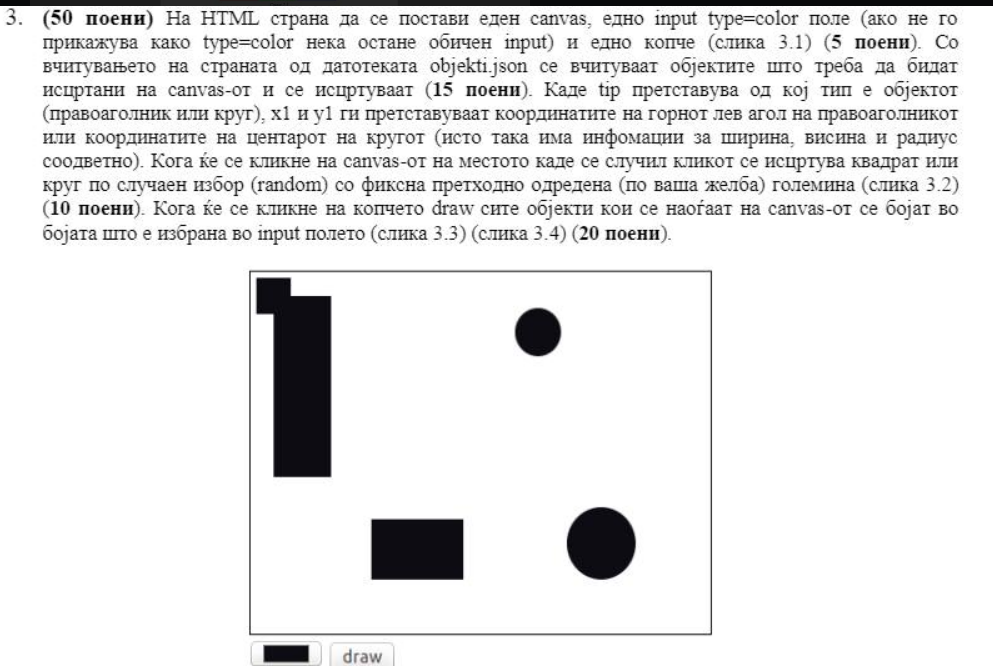 3. (50 поени) На HTML страна да се постави еден canvas, едно input type=color поле (ако не го
прикажува како type=color нека остане обичен input) и едно копче (слика 3.1) (5 поени). Со
вчитувањето на страната од датотеката objekti.json се вчитуваат објектите што треба да бидат
исцртани на canvas-от и се исцртуваат (15 поени). Каде tip претставува од кој тип е објектот
(правоаголник или круг), x1 и y1 ги претставуваат координатите на горнот лев агол на правоаголникот
или координатите на центарот на кругот (исто така има инфомации за ширина, висина и радиус
соодветно). Кога ќе се кликне на canvas-от на местото каде се случил кликот се исцртува квадрат или
круг по случаен избор (random) со фиксна претходно одредена (по ваша желба) големина (слика 3.2)
(10 поени). Кога ќе се кликне на копчето draw сите објекти кои се наоѓаат на canvas-от се бојат во
бојата што е избрана во input полето (слика 3.3) (слика 3.4) (20 поени).
draw